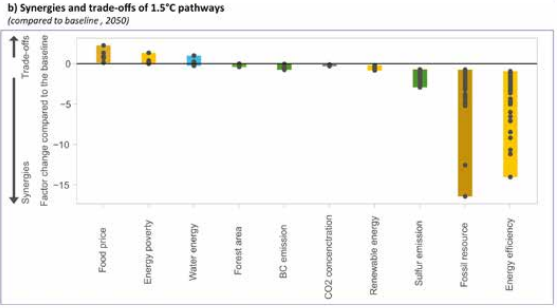 b) Synergies and trade-offs of 1.5°C pathways
(compared to baseline, 2050)
Trade-offs
Synergies
Factor change compared to the baseline
0
−5
−10
−15
Food price
Energy poverty
Water energy
Forest area
BC emission
CO2 concenctration
Renewable energy
Sulfur emission
Fossil resource
Energy efficiency